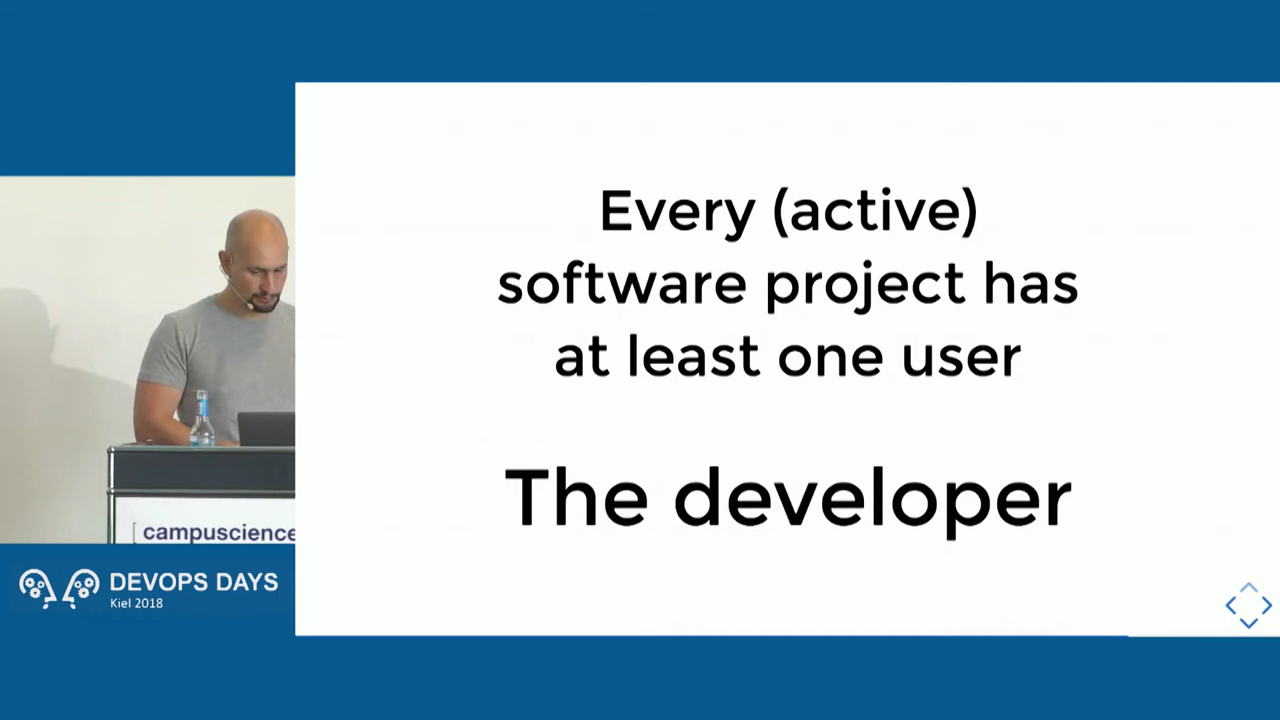 Every (active)
software project has
at least one user
The developer
[campuscience
DEVOPS DAYS
Kiel 2018